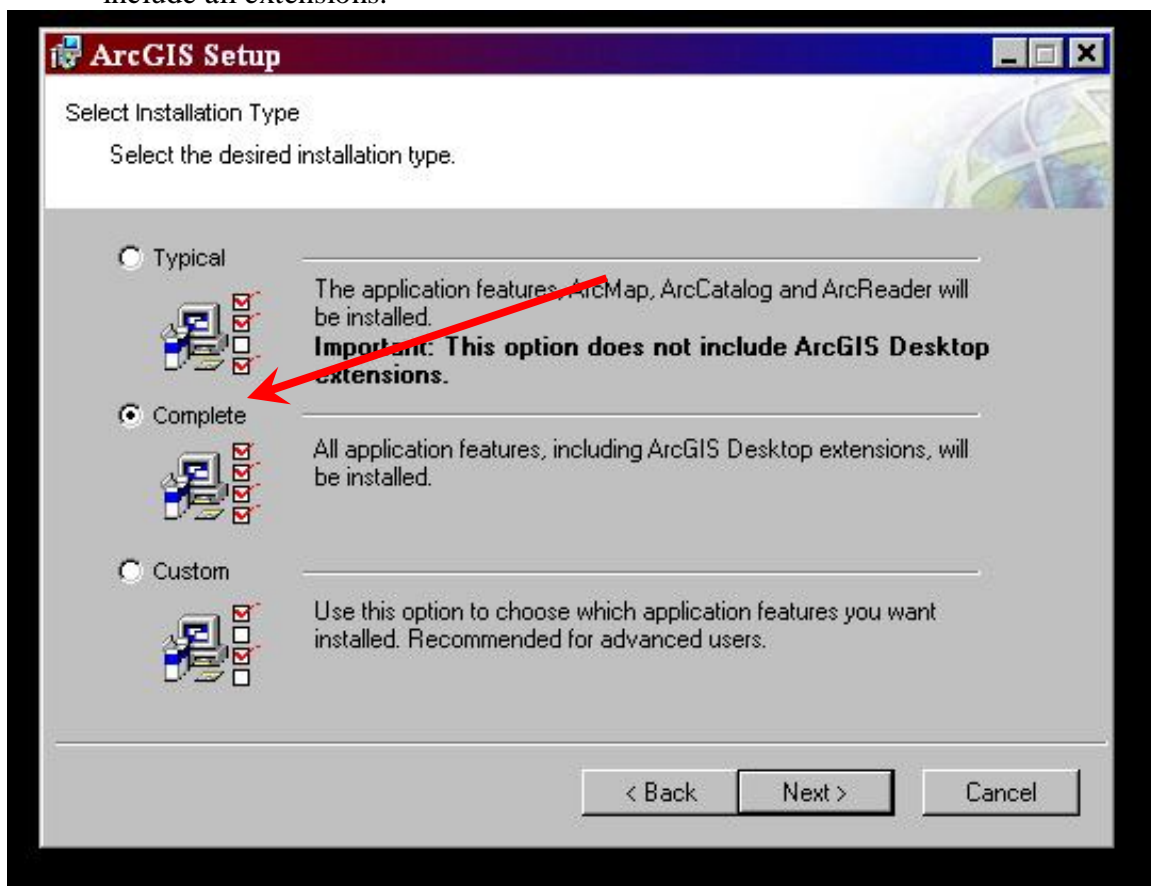 include all extensions.
ArcGIS Setup
Select Installation Type
Select the desired installation type.
Typical
The application features, ArcMap, ArcCatalog and ArcReader will
be installed.
Important: This option does not include ArcGIS Desktop
extensions.
Complete
All application features, including ArcGIS Desktop extensions, will
be installed.
Custom
Use this option to choose which application features you want
installed. Recommended for advanced users.
< Back Next > Cancel